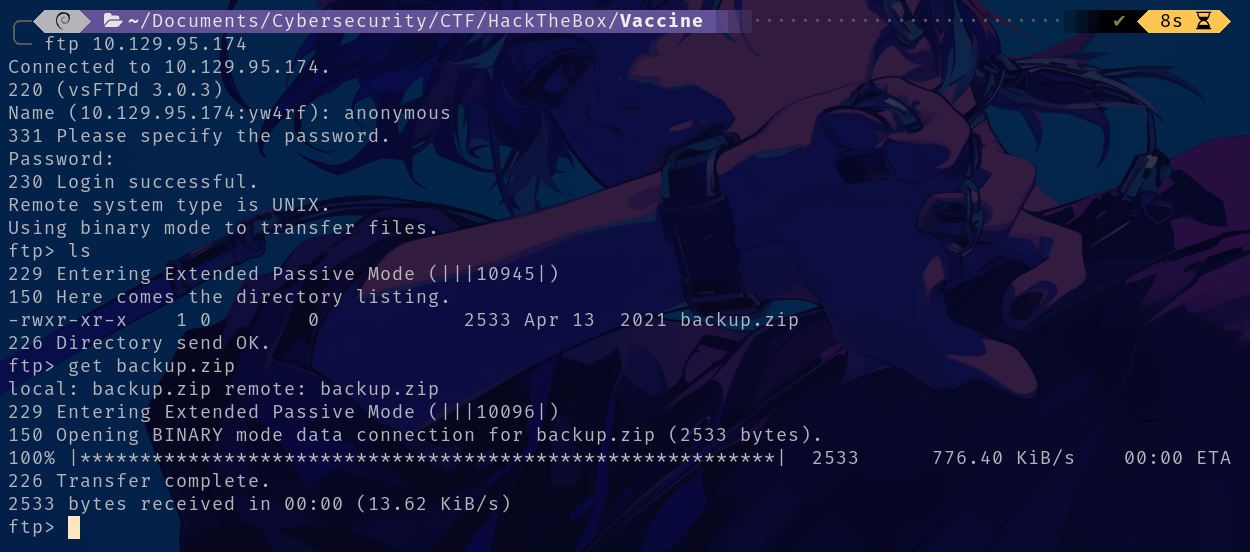 ~/Documents/Cybersecurity/CTF/HackTheBox/Vaccine ✔ 8s
ftp 10.129.95.174
Connected to 10.129.95.174.
220 (vsFTPd 3.0.3)
Name (10.129.95.174:yw4rf): anonymous
331 Please specify the password.
Password:
230 Login successful.
Remote system type is UNIX.
Using binary mode to transfer files.
ftp> ls
229 Entering Extended Passive Mode (|||10945|)
150 Here comes the directory listing.
-rwxr-xr-x    1 0        0            2533 Apr 13  2021 backup.zip
226 Directory send OK.
ftp> get backup.zip
local: backup.zip remote: backup.zip
229 Entering Extended Passive Mode (|||10096|)
150 Opening BINARY mode data connection for backup.zip (2533 bytes).
100% |**********************************************************|  2533      776.40 KiB/s    00:00 ETA
226 Transfer complete.
2533 bytes received in 00:00 (13.62 KiB/s)
ftp>